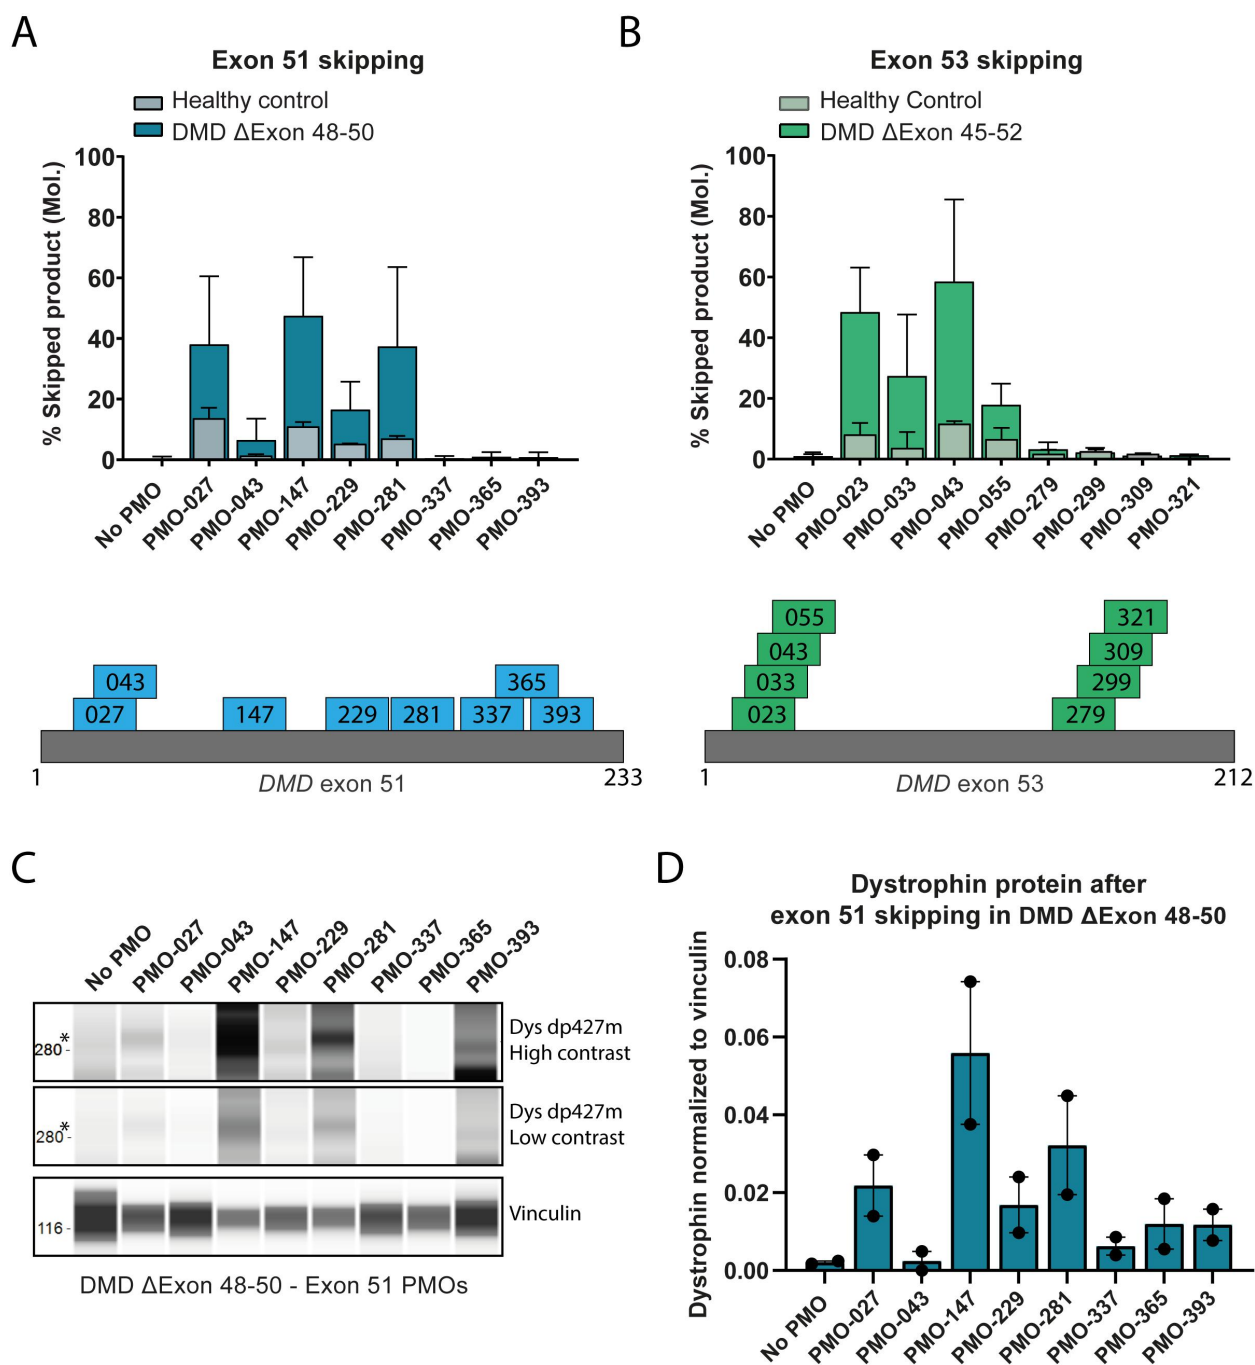 A
Exon 51 skipping
Healthy control
DMD ΔExon 48-50
% Skipped product (Mol.)
100
80
60
40
20
0
No PMO
PMO-027
PMO-043
PMO-147
PMO-229
PMO-281
PMO-337
PMO-365
PMO-393
043
365
027
147
229
281
337
393
1
DMD exon 51
233
B
Exon 53 skipping
Healthy Control
DMD ΔExon 45-52
% Skipped product (Mol.)
100
80
60
40
20
0
No PMO
PMO-023
PMO-033
PMO-043
PMO-055
PMO-279
PMO-299
PMO-309
PMO-321
055
321
043
309
033
299
023
279
1
DMD exon 53
212
C
No PMO
PMO-027
PMO-043
PMO-147
PMO-229
PMO-281
PMO-337
PMO-365
PMO-393
*
280 -
Dys dp427m
High contrast
*
280 -
Dys dp427m
Low contrast
116 -
Vinculin
DMD ΔExon 48-50 - Exon 51 PMOs
D
Dystrophin protein after
exon 51 skipping in DMD ΔExon 48-50
Dystrophin normalized to vinculin
0.08
0.06
0.04
0.02
0.00
No PMO
PMO-027
PMO-043
PMO-147
PMO-229
PMO-281
PMO-337
PMO-365
PMO-393